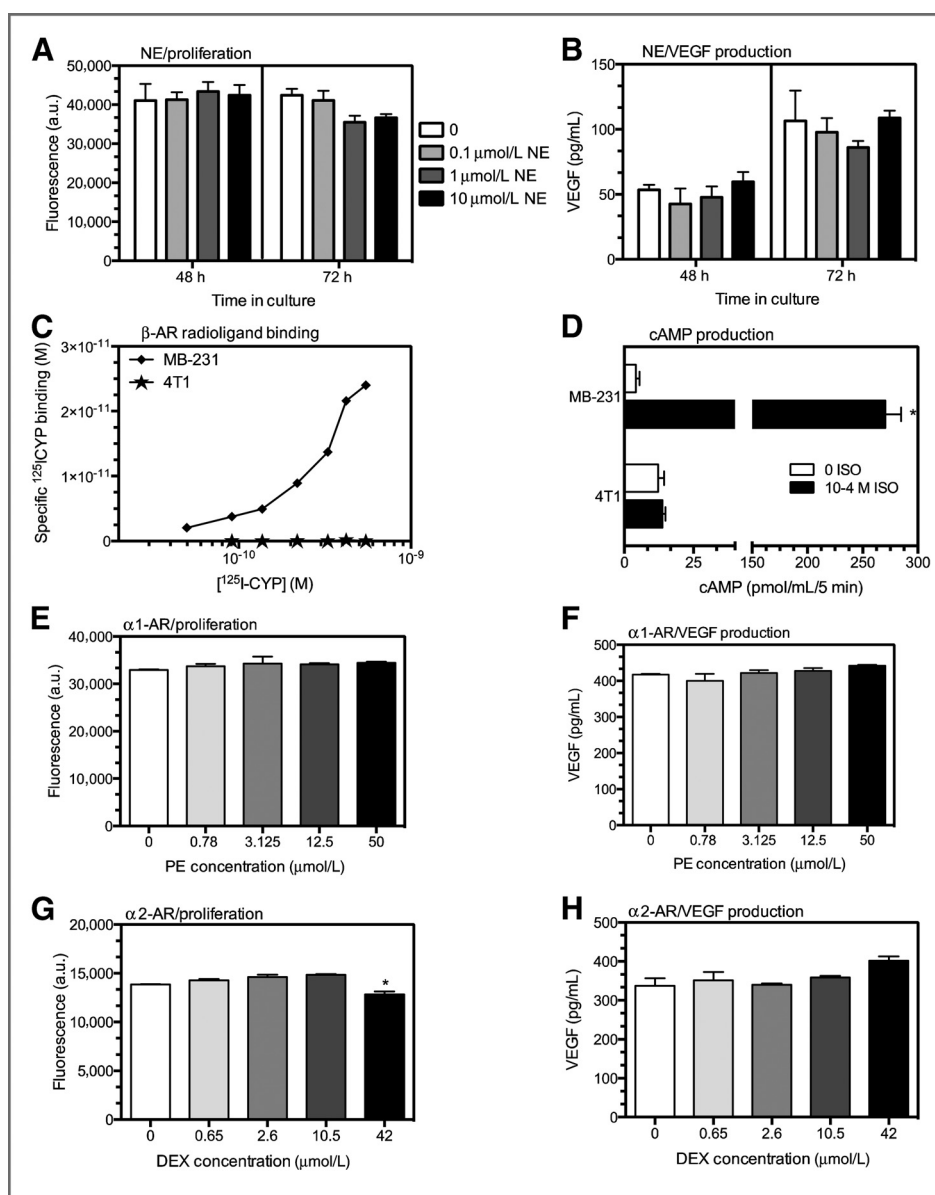 A
NE/proliferation
50,000
40,000
30,000
20,000
10,000
0
Fluorescence (a.u.)
48 h
72 h
Time in culture
0
0.1 μmol/L NE
1 μmol/L NE
10 μmol/L NE
B
NE/VEGF production
150
100
50
0
VEGF (pg/mL)
48 h
72 h
Time in culture
C
β-AR radioligand binding
MB-231
4T1
3×10⁻¹¹
2×10⁻¹¹
1×10⁻¹¹
0
Specific ¹²⁵ICYP binding (M)
10⁻¹⁰
10⁻⁹
[¹²⁵I-CYP] (M)
D
cAMP production
MB-231
4T1
*
0 ISO
10-4 M ISO
0
25
150
200
250
300
cAMP (pmol/mL/5 min)
E
α1-AR/proliferation
40,000
30,000
20,000
10,000
0
Fluorescence (a.u.)
0
0.78
3.125
12.5
50
PE concentration (μmol/L)
F
α1-AR/VEGF production
500
400
300
200
100
0
VEGF (pg/mL)
0
0.78
3.125
12.5
50
PE concentration (μmol/L)
G
α2-AR/proliferation
20,000
15,000
10,000
5,000
0
Fluorescence (a.u.)
*
0
0.65
2.6
10.5
42
DEX concentration (μmol/L)
H
α2-AR/VEGF production
500
400
300
200
100
0
VEGF (pg/mL)
0
0.65
2.6
10.5
42
DEX concentration (μmol/L)